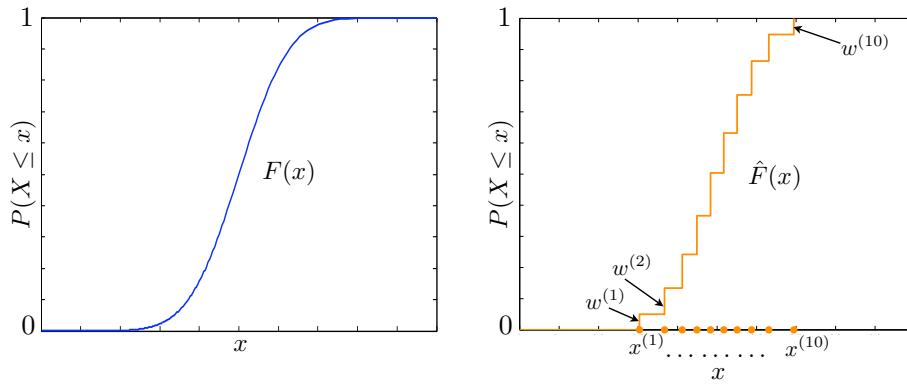 1
P(X ≤ x)
F(x)
0
x
1
w^{(10)}
P(X ≤ x)
F̂(x)
w^{(2)}
w^{(1)}
0
x^{(1)} ......... x^{(10)}
x